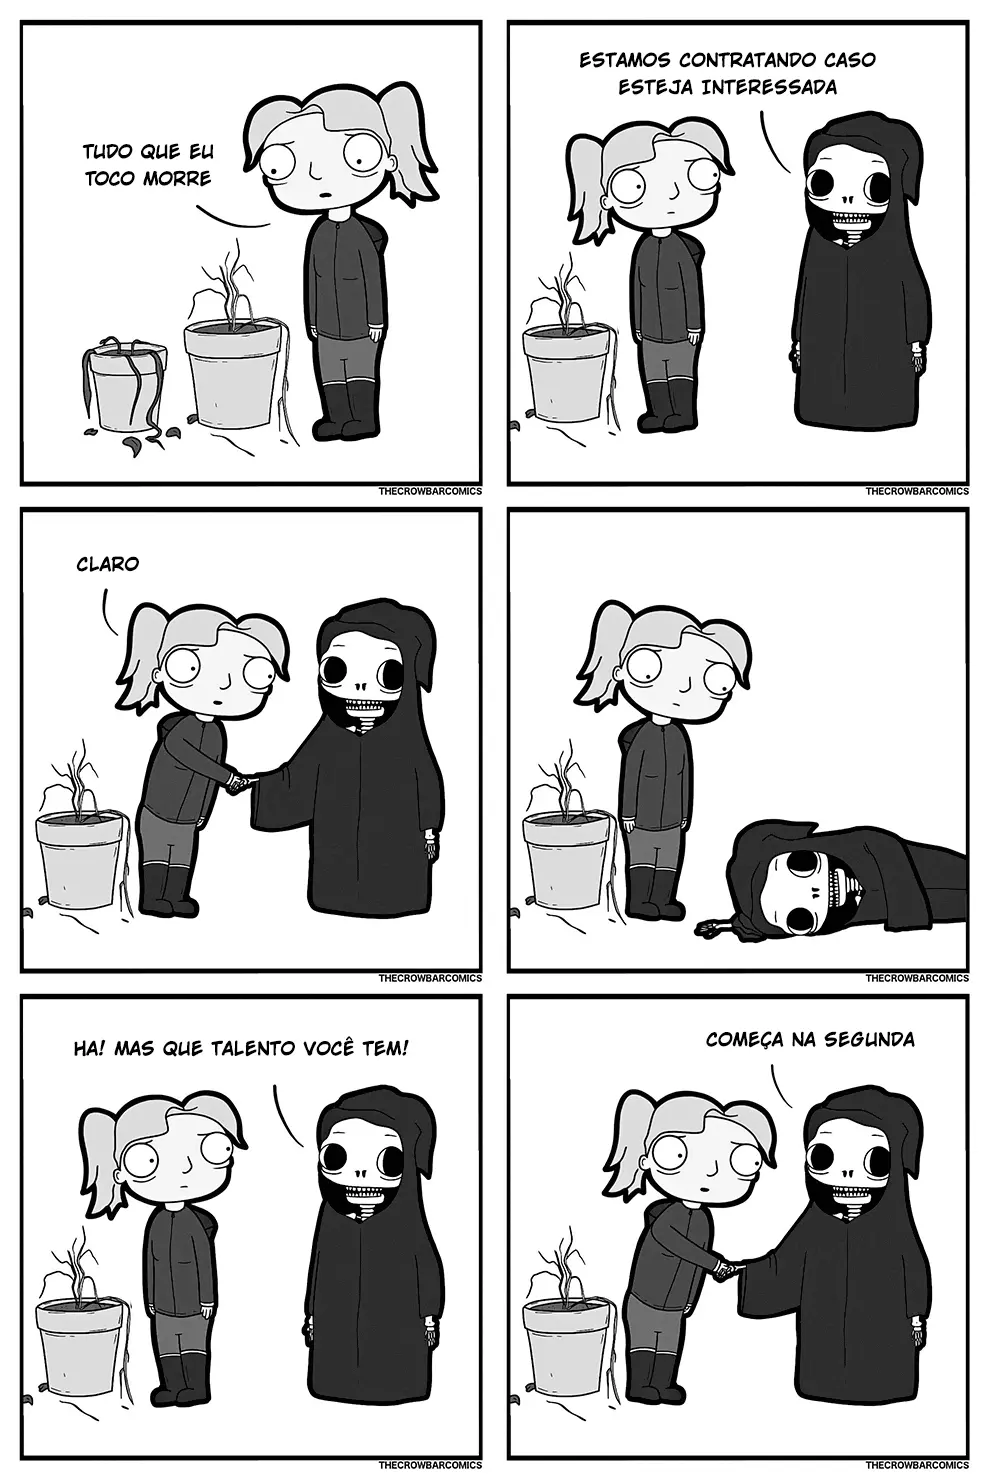 TUDO QUE EU
TOCO MORRE
THECROWBARCOMICS
ESTAMOS CONTRATANDO CASO
ESTEJA INTERESSADA
THECROWBARCOMICS
CLARO
THECROWBARCOMICS
THECROWBARCOMICS
HA! MAS QUE TALENTO VOCÊ TEM!
THECROWBARCOMICS
COMEÇA NA SEGUNDA
THECROWBARCOMICS